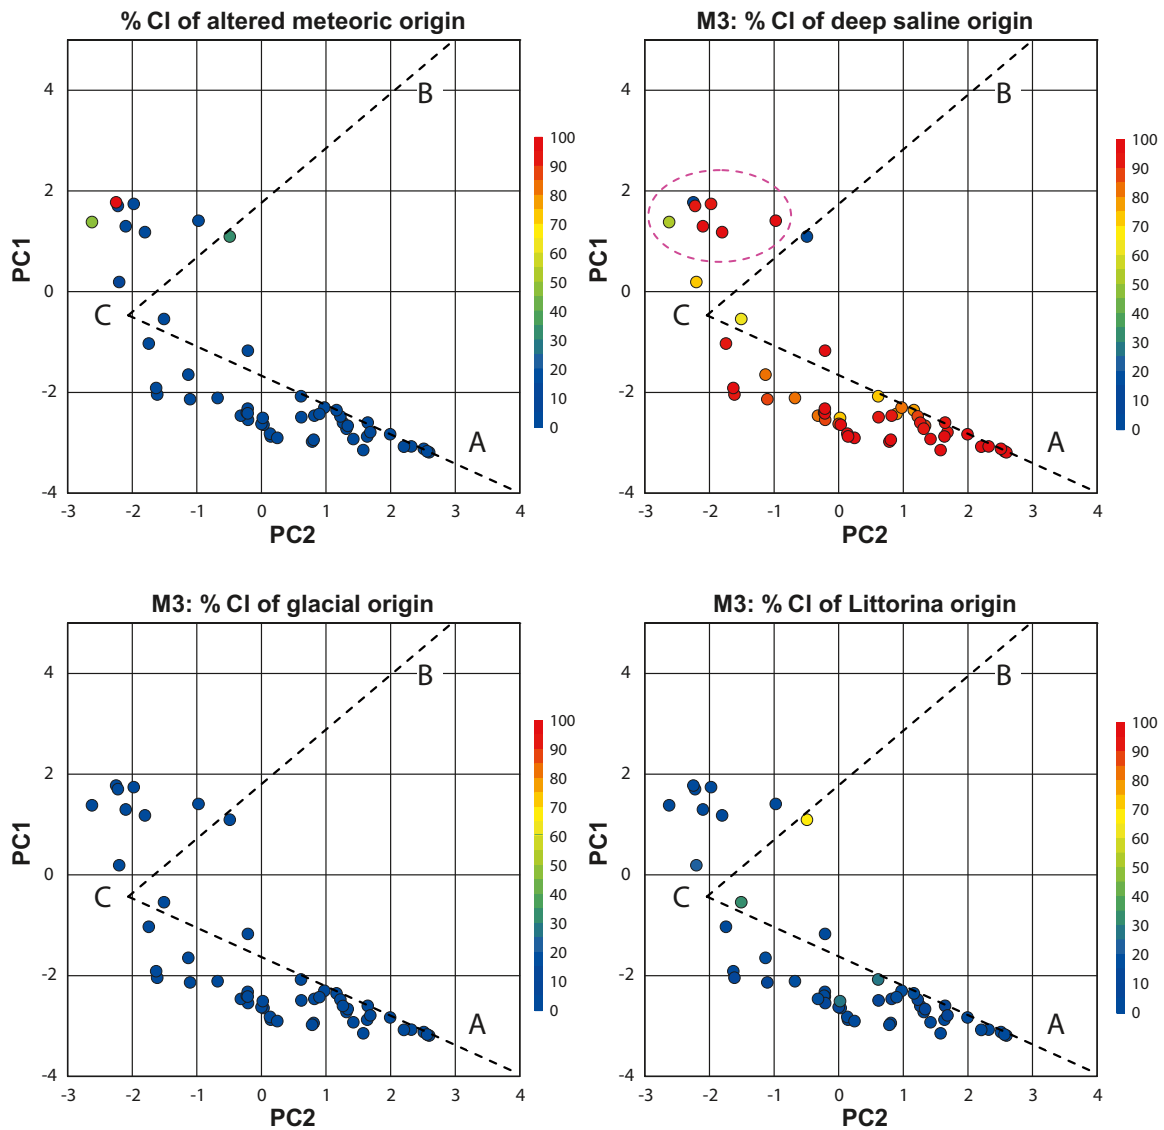 % Cl of altered meteoric origin
4
2
0
-2
-4
PC1
B
C
A
100
90
80
70
60
50
40
30
20
10
0
-3 -2 -1 0 1 2 3 4
PC2
M3: % Cl of deep saline origin
4
2
0
-2
-4
PC1
B
C
A
100
90
80
70
60
50
40
30
20
10
0
-3 -2 -1 0 1 2 3 4
PC2
M3: % Cl of glacial origin
4
2
0
-2
-4
PC1
B
C
A
100
90
80
70
60
50
40
30
20
10
0
-3 -2 -1 0 1 2 3 4
PC2
M3: % Cl of Littorina origin
4
2
0
-2
-4
PC1
B
C
A
100
90
80
70
60
50
40
30
20
10
0
-3 -2 -1 0 1 2 3 4
PC2